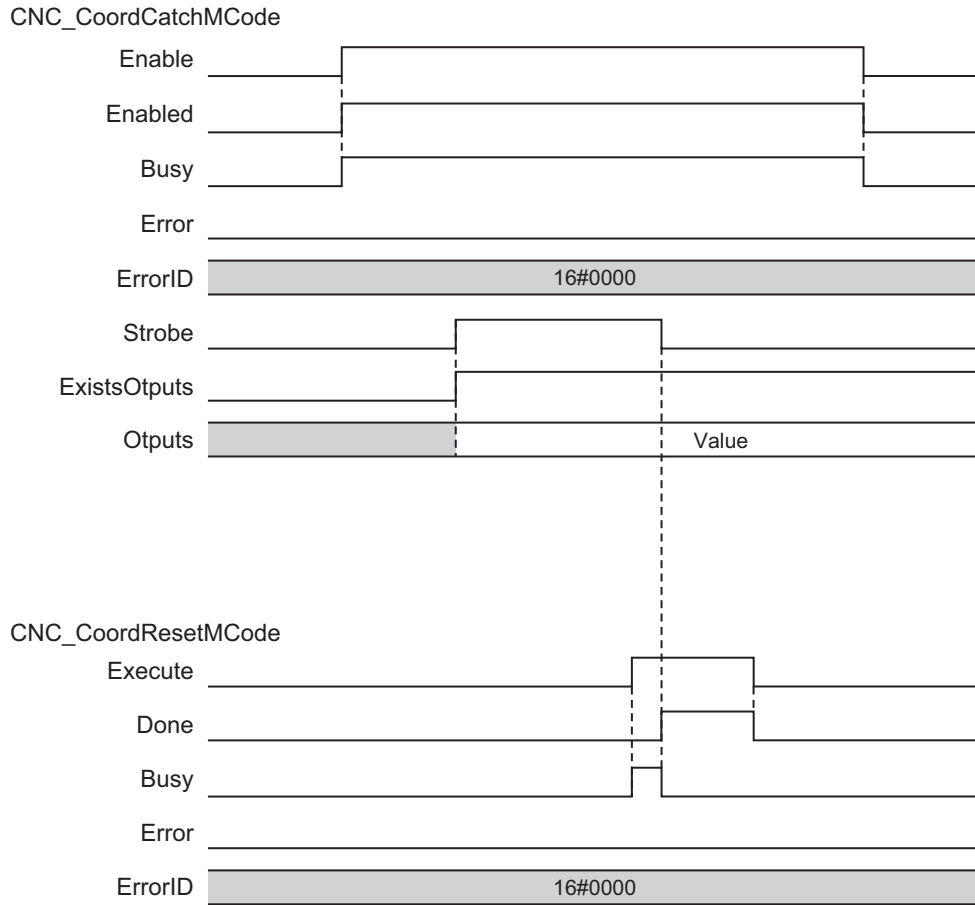 CNC_CoordCatchMCode
Enable
Enabled
Busy
Error
ErrorID 16#0000
Strobe
ExistsOtputs
Otputs Value
CNC_CoordResetMCode
Execute
Done
Busy
Error
ErrorID 16#0000